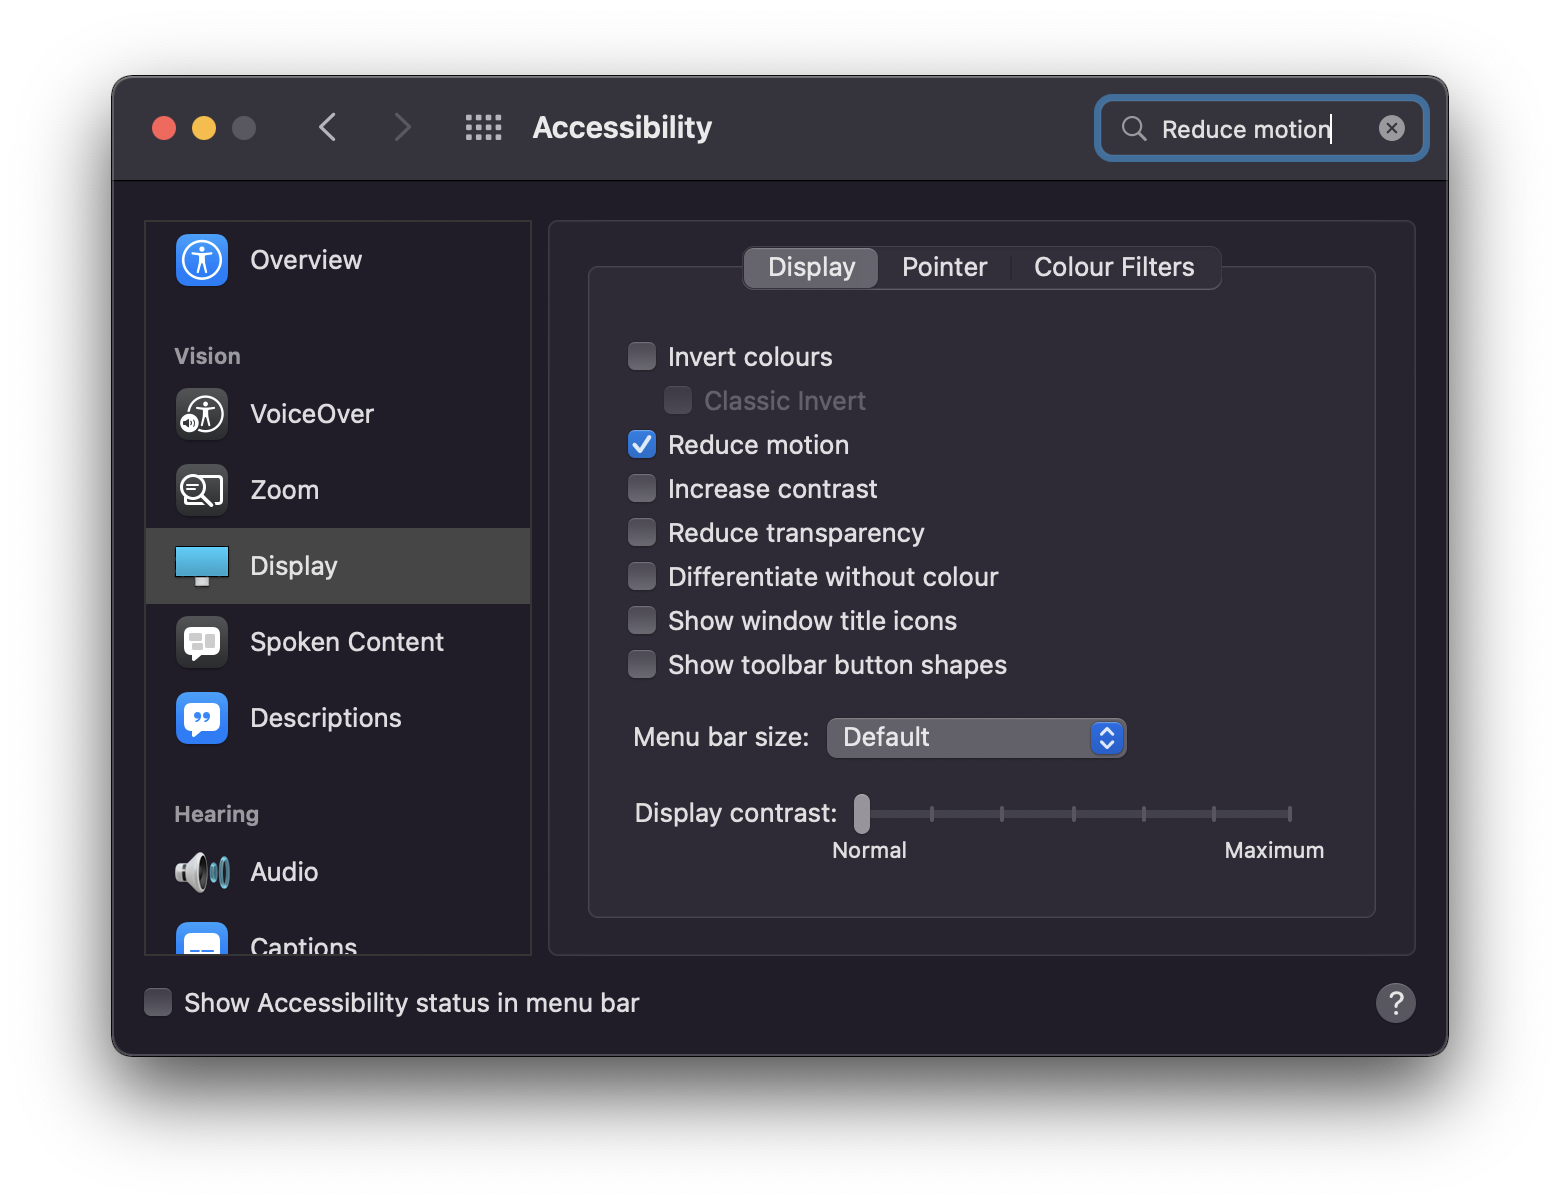 Accessibility
Reduce motion
Overview
Vision
VoiceOver
Zoom
Display
Spoken Content
Descriptions
Hearing
Audio
Captions
Display Pointer Colour Filters
Invert colours
Classic Invert
Reduce motion
Increase contrast
Reduce transparency
Differentiate without colour
Show window title icons
Show toolbar button shapes
Menu bar size: Default
Display contrast:
Normal Maximum
Show Accessibility status in menu bar
?